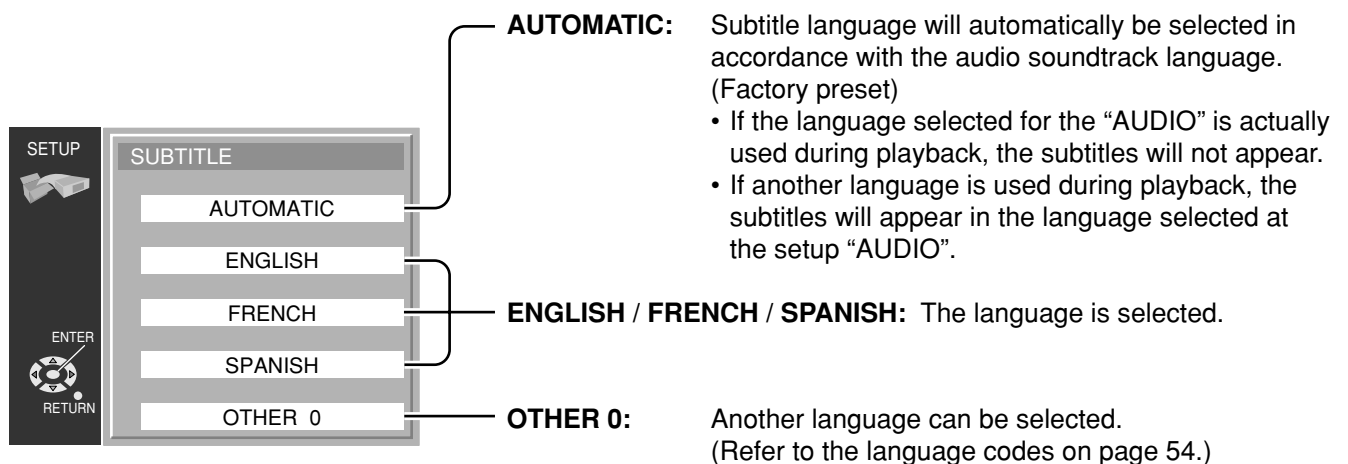 SETUP
SUBTITLE
AUTOMATIC
ENGLISH
FRENCH
SPANISH
OTHER 0
ENTER
RETURN
AUTOMATIC: Subtitle language will automatically be selected in
accordance with the audio soundtrack language.
(Factory preset)
• If the language selected for the “AUDIO” is actually
used during playback, the subtitles will not appear.
• If another language is used during playback, the
subtitles will appear in the language selected at
the setup “AUDIO”.
ENGLISH / FRENCH / SPANISH: The language is selected.
OTHER 0: Another language can be selected.
(Refer to the language codes on page 54.)